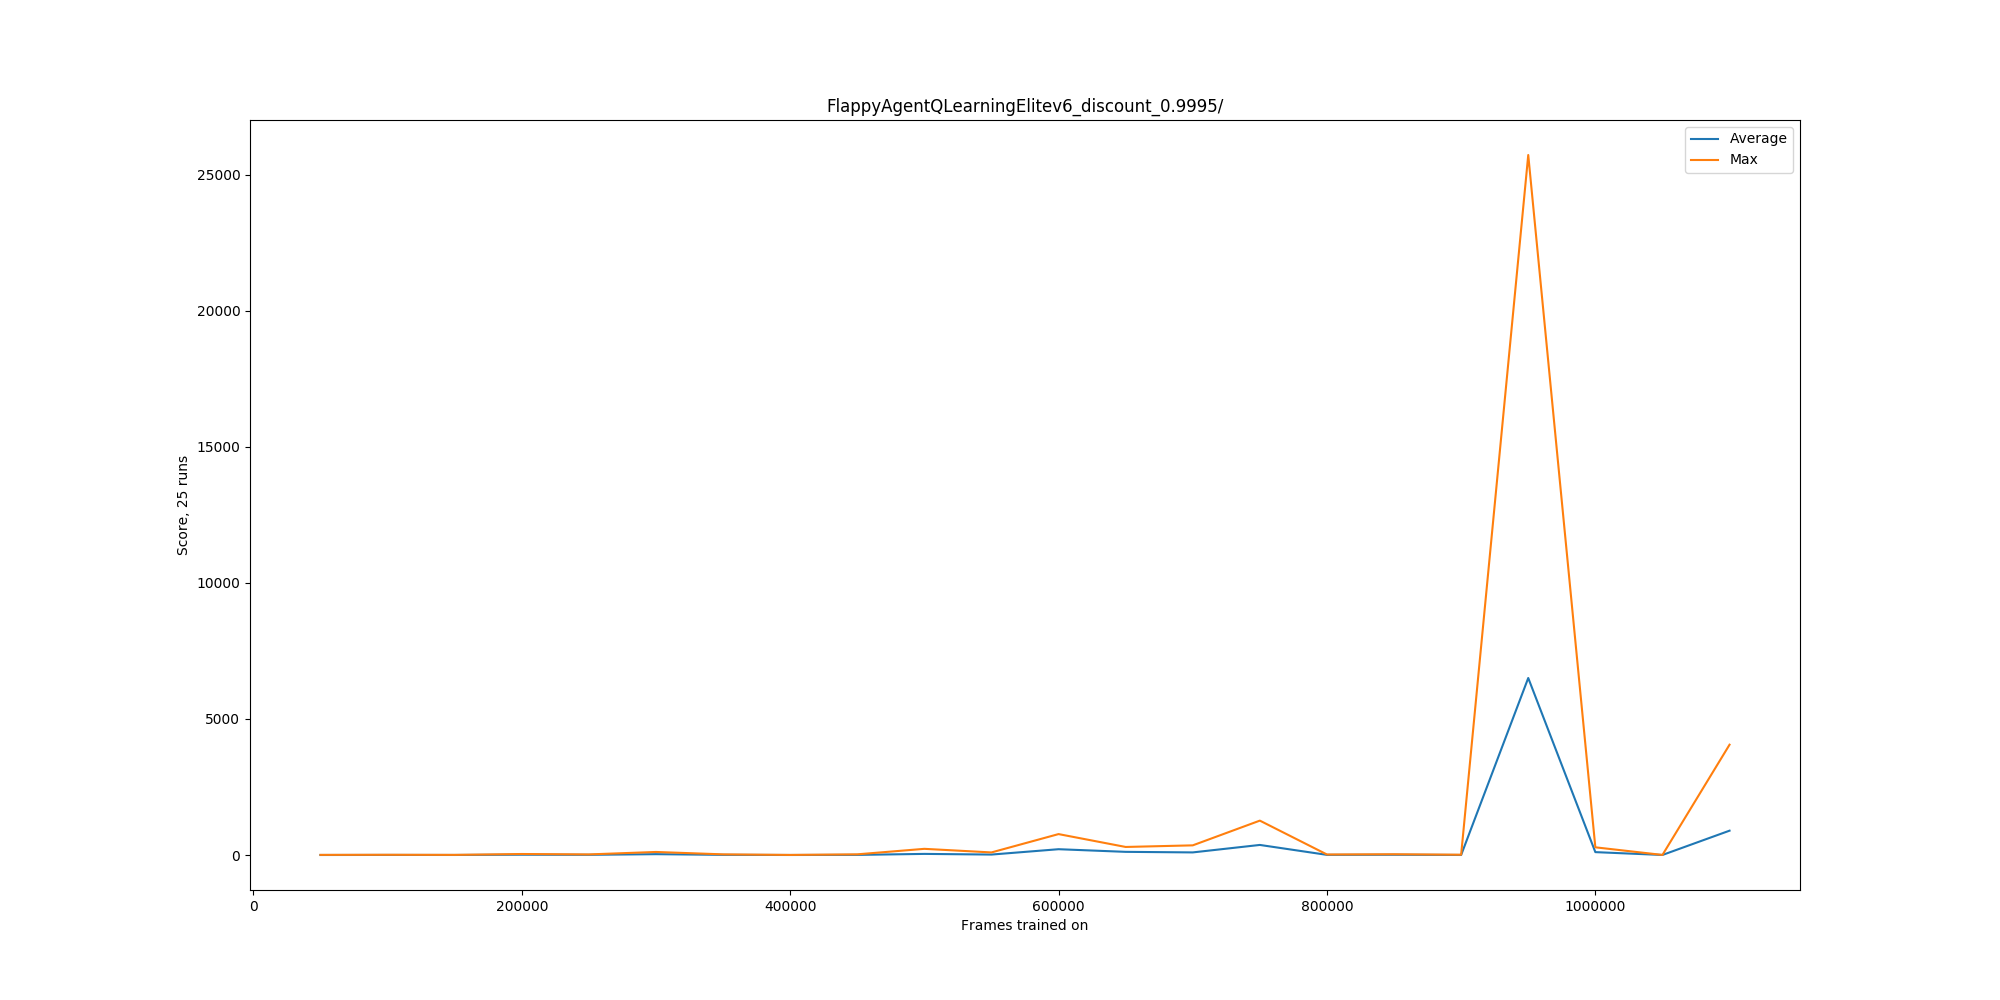 FlappyAgentQLearningElitev6_discount_0.9995/
Average
Max
25000
20000
15000
10000
5000
0
Score, 25 runs
0
200000
400000
600000
800000
1000000
Frames trained on